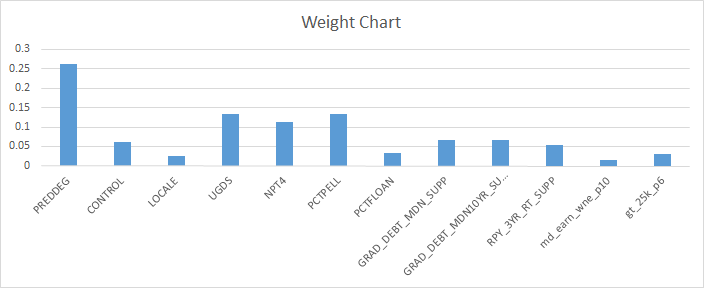 Weight Chart
0.3
0.25
0.2
0.15
0.1
0.05
0
PREDDEG
CONTROL
LOCALE
UGDS
NPT4
PCTPELL
PCTFLOAN
GRAD_DEBT_MDN_SUPP
GRAD_DEBT_MDN10YR_SU...
RPY_3YR_RT_SUPP
md_earn_wne_p10
gt_25k_p6